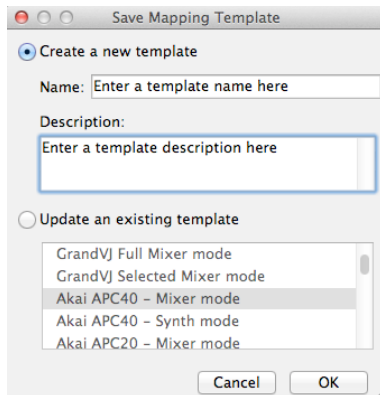 Save Mapping Template
Create a new template
Name: Enter a template name here
Description:
Enter a template description here
Update an existing template
GrandVJ Full Mixer mode
GrandVJ Selected Mixer mode
Akai APC40 – Mixer mode
Akai APC40 – Synth mode
Akai APC20 – Mixer mode
Cancel OK